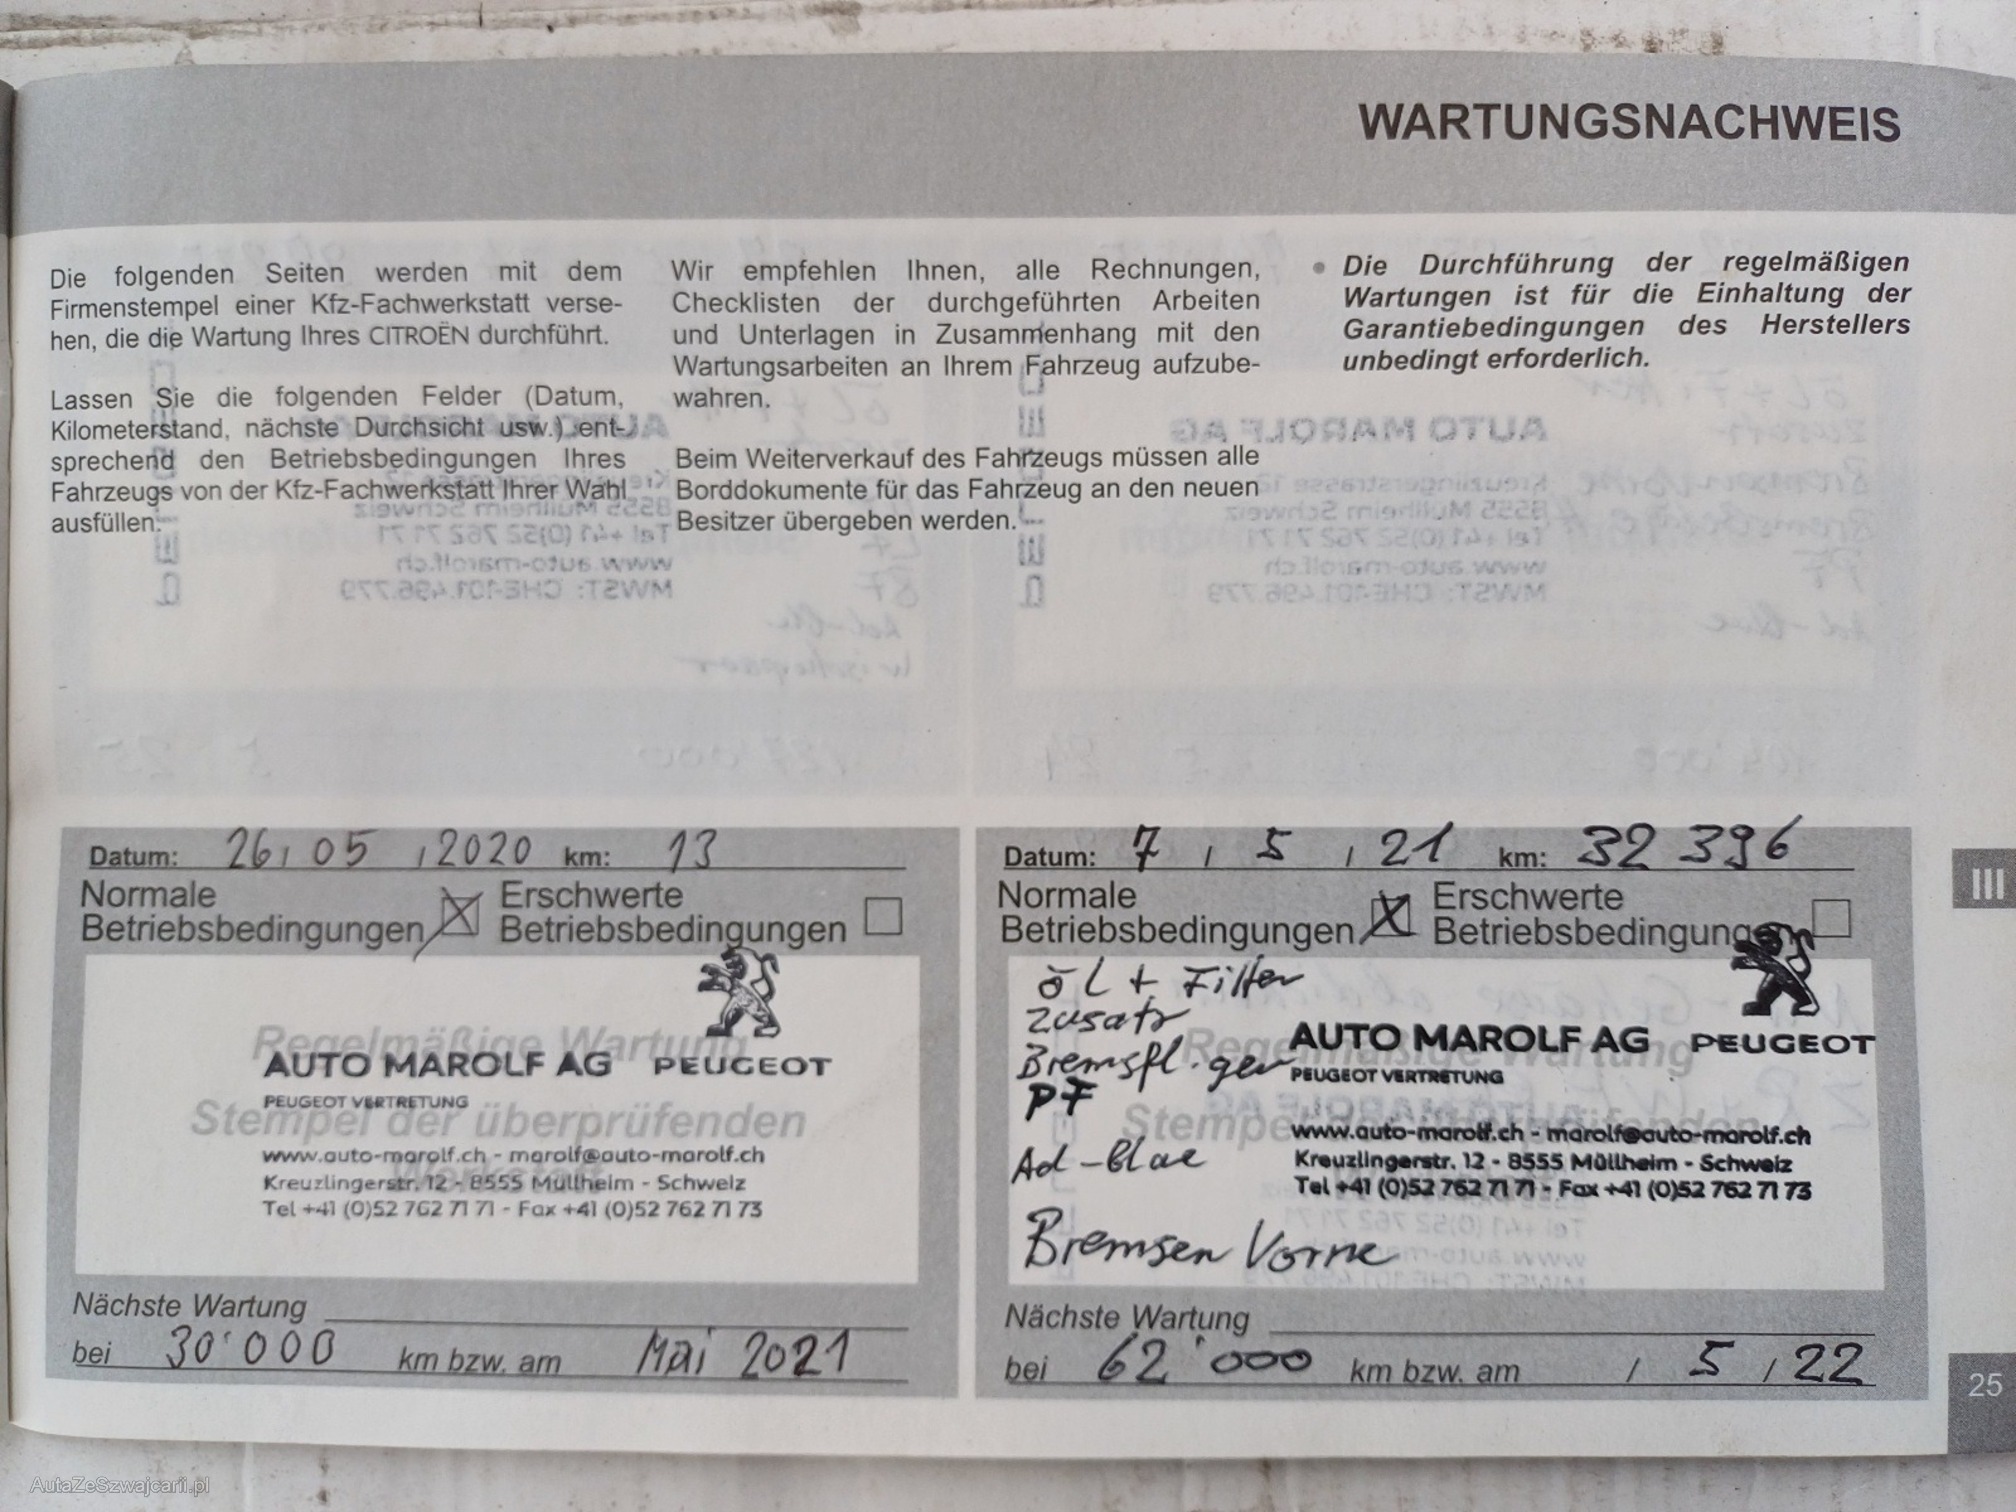 WARTUNGSNACHWEIS
Die folgenden Seiten werden mit dem
Firmenstempel einer Kfz-Fachwerkstatt verse-
hen, die die Wartung Ihres CITROËN durchführt.
Lassen Sie die folgenden Felder (Datum,
Kilometerstand, nächste Durchsicht usw.) ent-
sprechend den Betriebsbedingungen Ihres
Fahrzeugs von der Kfz-Fachwerkstatt Ihrer Wahl
ausfüllen.
Wir empfehlen Ihnen, alle Rechnungen,
Checklisten der durchgeführten Arbeiten
und Unterlagen in Zusammenhang mit den
Wartungsarbeiten an Ihrem Fahrzeug aufzube-
wahren.
Beim Weiterverkauf des Fahrzeugs müssen alle
Borddokumente für das Fahrzeug an den neuen
Besitzer übergeben werden.
• Die Durchführung der regelmäßigen
Wartungen ist für die Einhaltung der
Garantiebedingungen des Herstellers
unbedingt erforderlich.
Datum: 26 / 05 / 2020 km: 13
Normale Betriebsbedingungen
Erschwerte Betriebsbedingungen
Regelmäßige Wartung
AUTO MAROLF AG PEUGEOT
PEUGEOT VERTRETUNG
Stempel der überprüfenden
Werkstatt
www.auto-marolf.ch - marolf@auto-marolf.ch
Kreuzlingerstr. 12 - 8555 Müllheim - Schweiz
Tel +41 (0)52 762 71 71 - Fax +41 (0)52 762 71 73
Nächste Wartung
bei 30'000 km bzw. am Mai 2021
Datum: 7 / 5 / 21 km: 32 396
Normale Betriebsbedingungen
Erschwerte Betriebsbedingungen
öL + Filter
Zusatz
Bremsfl. gew
PF
Ad-Blue
Bremsen Vorne
Regelmäßige Wartung
AUTO MAROLF AG PEUGEOT
PEUGEOT VERTRETUNG
Stempel der überprüfenden
www.auto-marolf.ch - marolf@auto-marolf.ch
Kreuzlingerstr. 12 - 8555 Müllheim - Schweiz
Tel +41 (0)52 762 71 71 - Fax +41 (0)52 762 71 73
Nächste Wartung
bei 62'000 km bzw. am / 5 / 22
III
25
AutaZeSzwajcarii.pl